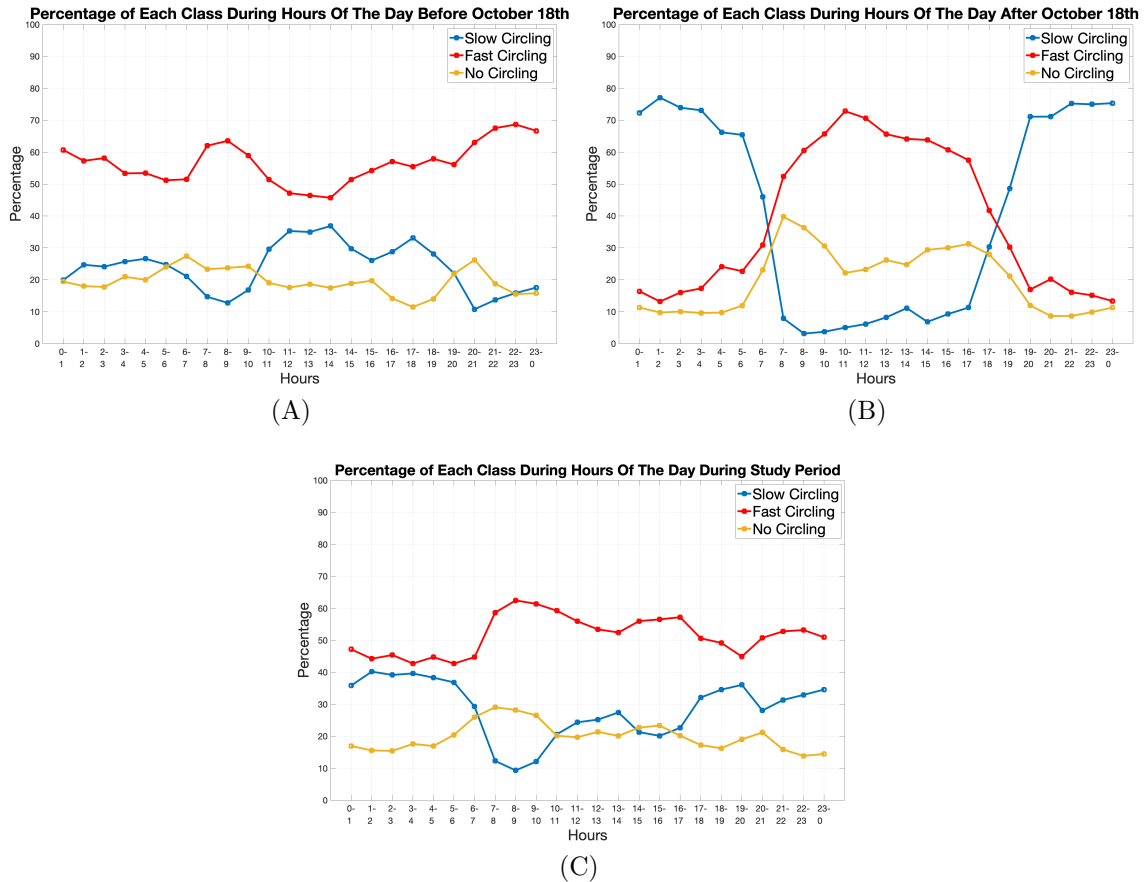 Percentage of Each Class During Hours Of The Day Before October 18th
100
90
80
70
60
50
40
30
20
10
0
Percentage
Slow Circling
Fast Circling
No Circling
0- 1- 2- 3- 4- 5- 6- 7- 8- 9- 10- 11- 12- 13- 14- 15- 16- 17- 18- 19- 20- 21- 22- 23-
1 2 3 4 5 6 7 8 9 10 11 12 13 14 15 16 17 18 19 20 21 22 23 0
Hours
(A)
Percentage of Each Class During Hours Of The Day After October 18th
100
90
80
70
60
50
40
30
20
10
0
Percentage
Slow Circling
Fast Circling
No Circling
0- 1- 2- 3- 4- 5- 6- 7- 8- 9- 10- 11- 12- 13- 14- 15- 16- 17- 18- 19- 20- 21- 22- 23-
1 2 3 4 5 6 7 8 9 10 11 12 13 14 15 16 17 18 19 20 21 22 23 0
Hours
(B)
Percentage of Each Class During Hours Of The Day During Study Period
100
90
80
70
60
50
40
30
20
10
0
Percentage
Slow Circling
Fast Circling
No Circling
0- 1- 2- 3- 4- 5- 6- 7- 8- 9- 10- 11- 12- 13- 14- 15- 16- 17- 18- 19- 20- 21- 22- 23-
1 2 3 4 5 6 7 8 9 10 11 12 13 14 15 16 17 18 19 20 21 22 23 0
Hours
(C)